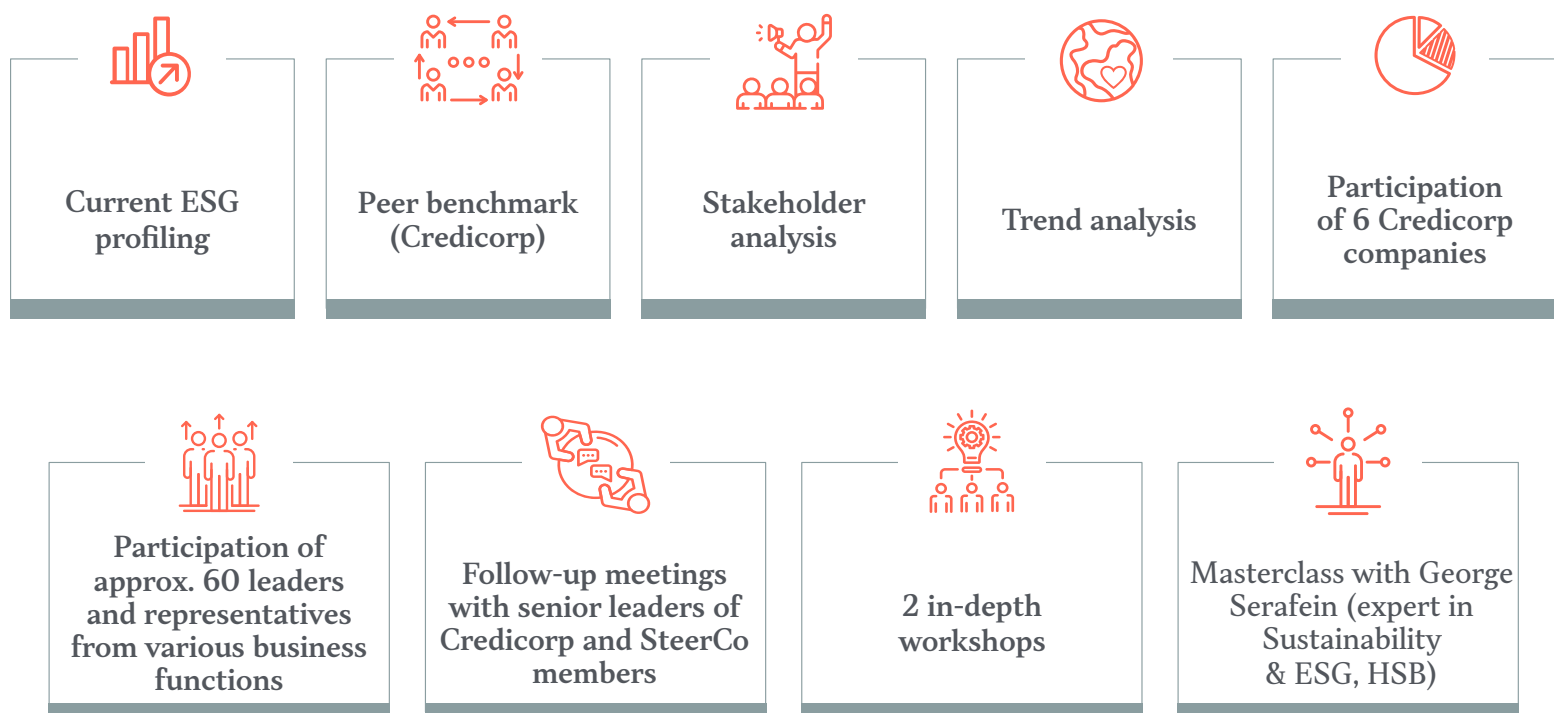 Current ESG
profiling
Peer benchmark
(Credicorp)
Stakeholder
analysis
Trend analysis
Participation
of 6 Credicorp
companies
Participation of
approx. 60 leaders
and representatives
from various business
functions
Follow-up meetings
with senior leaders of
Credicorp and SteerCo
members
2 in-depth
workshops
Masterclass with George
Serafein (expert in
Sustainability
& ESG, HSB)